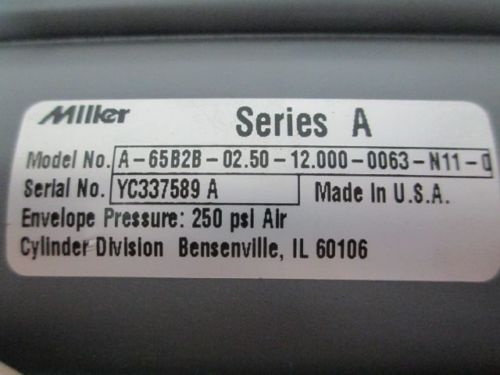 Miller Series A
Model No. A-65B2B-02.50-12.000-0063-N11-0
Serial No. YC337589 A Made in U.S.A.
Envelope Pressure: 250 psi Air
Cylinder Division Bensenville, IL 60106